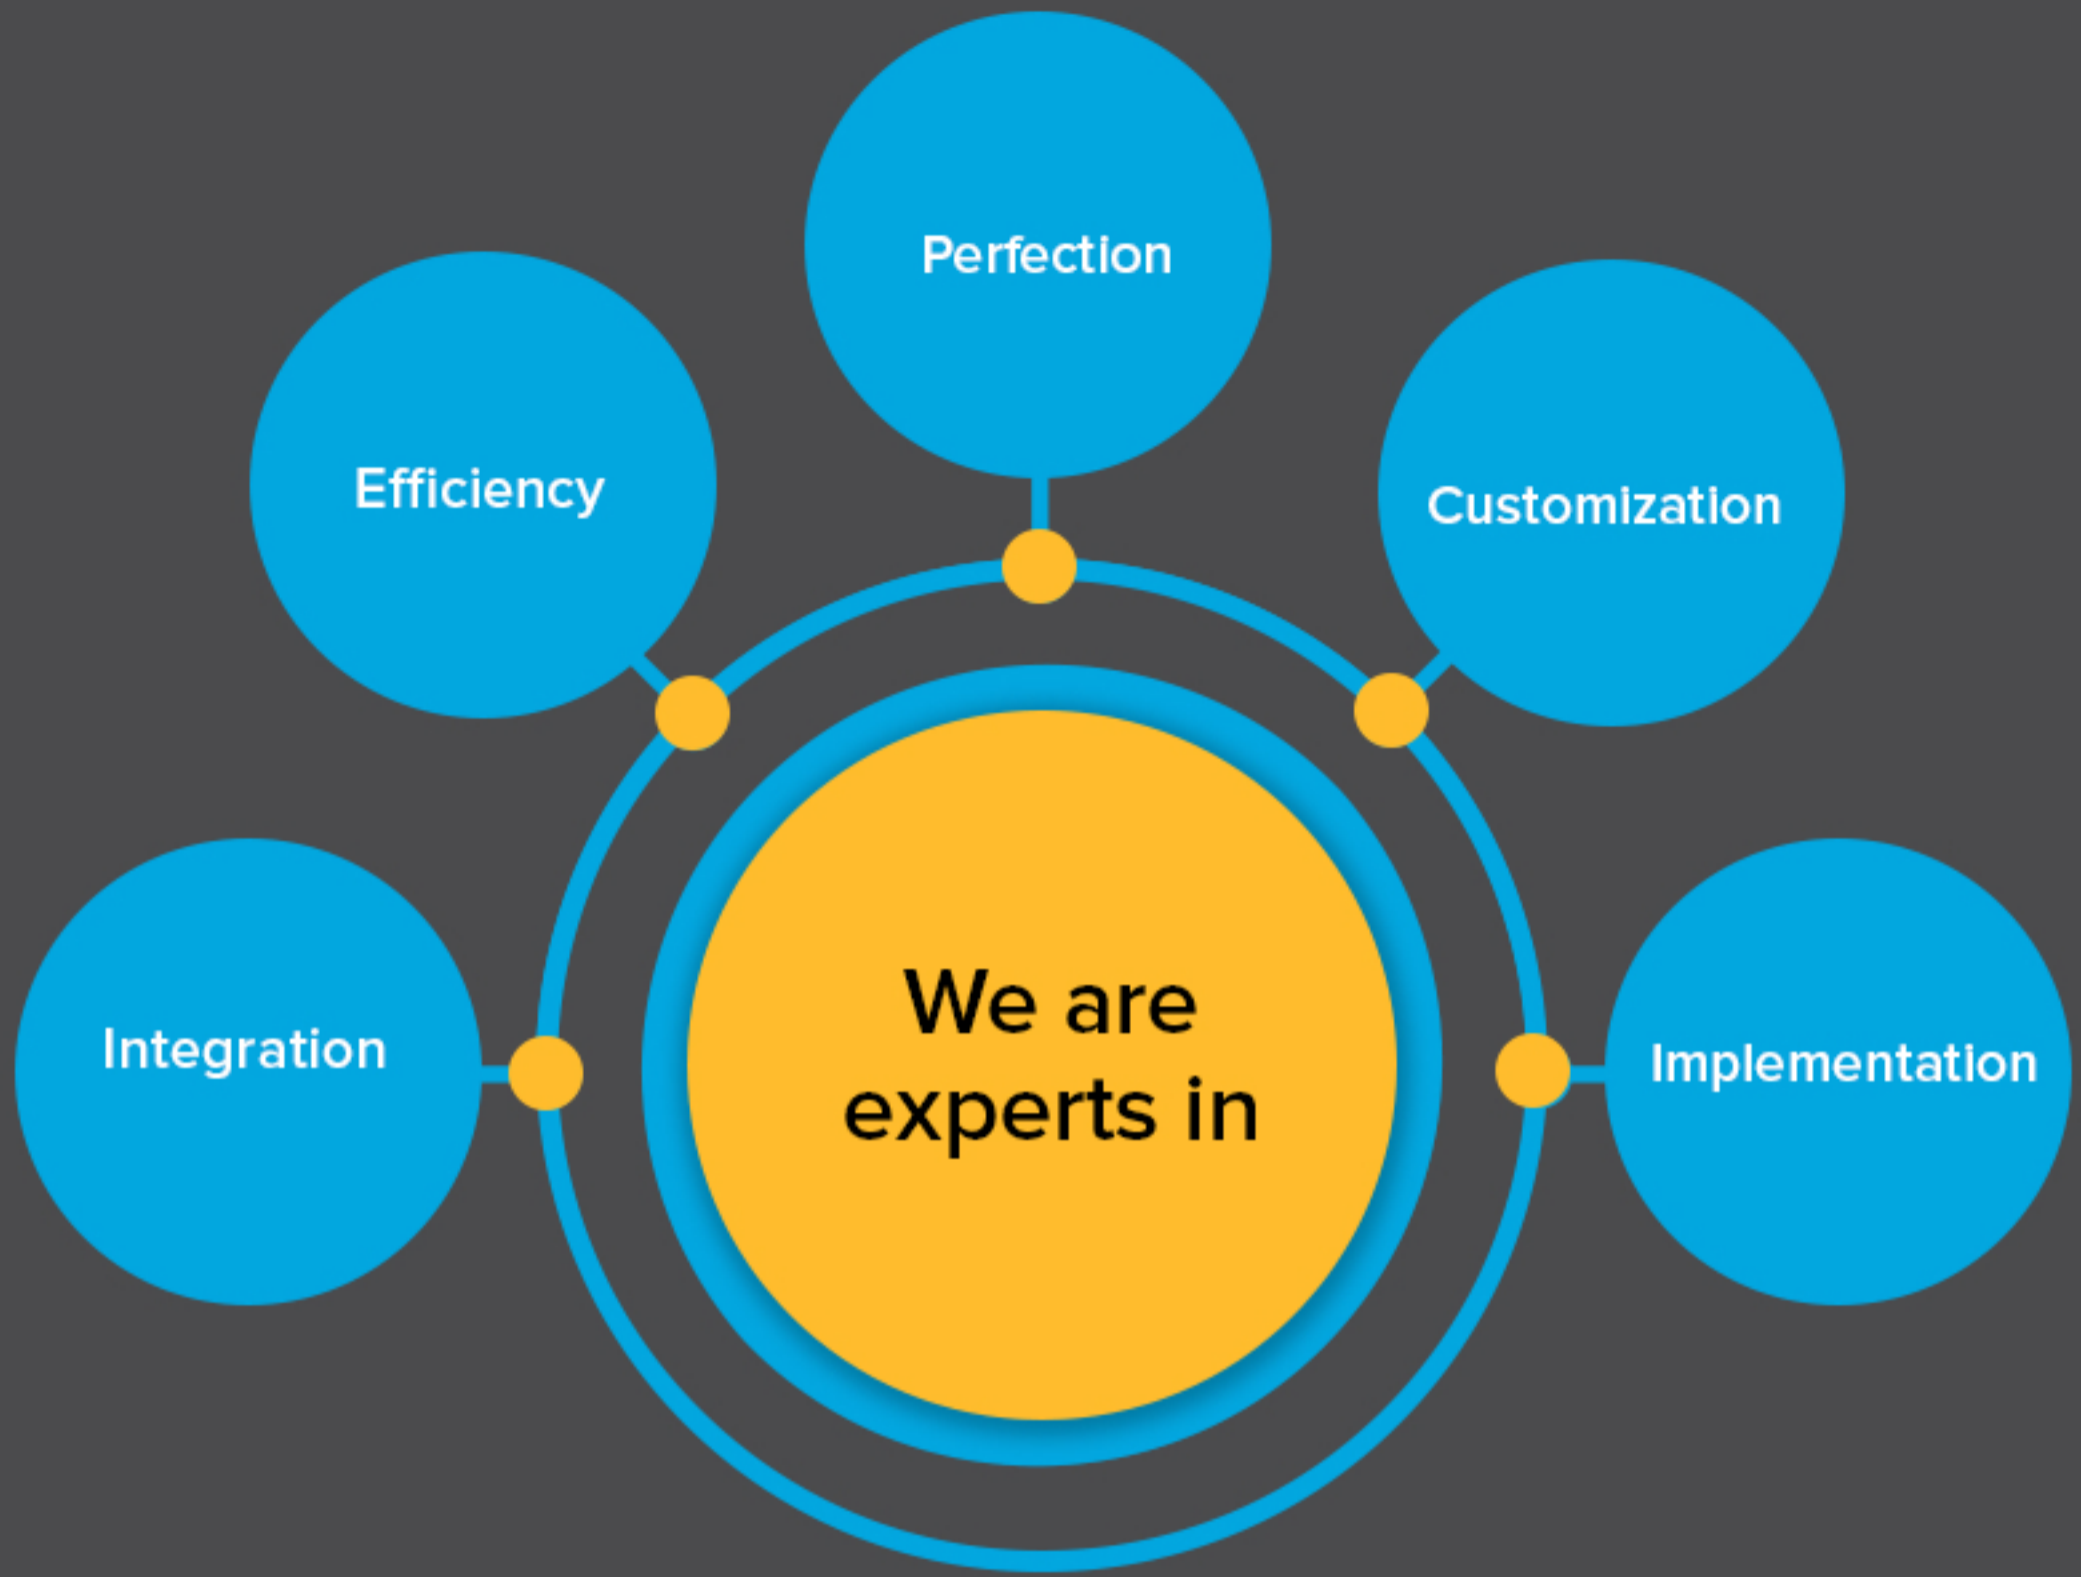 Perfection
Efficiency
Customization
Integration
Implementation
We are
experts in